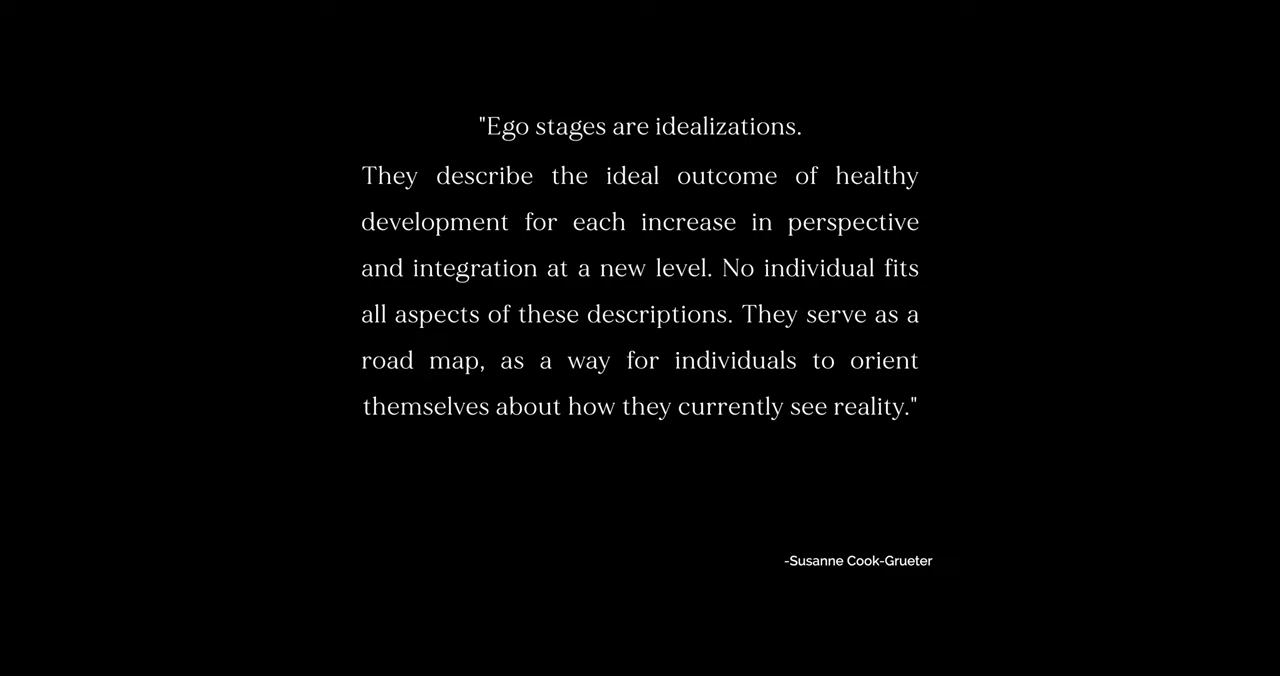 "Ego stages are idealizations.
They describe the ideal outcome of healthy
development for each increase in perspective
and integration at a new level. No individual fits
all aspects of these descriptions. They serve as a
road map, as a way for individuals to orient
themselves about how they currently see reality."
-Susanne Cook-Grueter